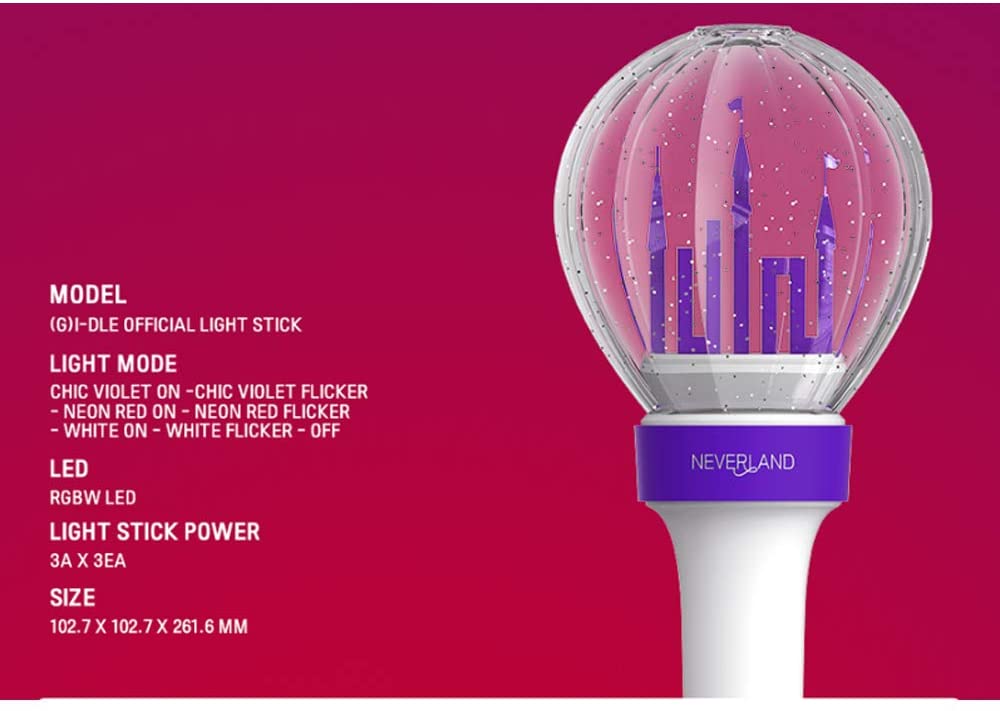 MODEL
(G)I-DLE OFFICIAL LIGHT STICK
LIGHT MODE
CHIC VIOLET ON -CHIC VIOLET FLICKER
- NEON RED ON - NEON RED FLICKER
- WHITE ON - WHITE FLICKER - OFF
LED
RGBW LED
LIGHT STICK POWER
3A X 3EA
SIZE
102.7 X 102.7 X 261.6 MM
NEVERLAND